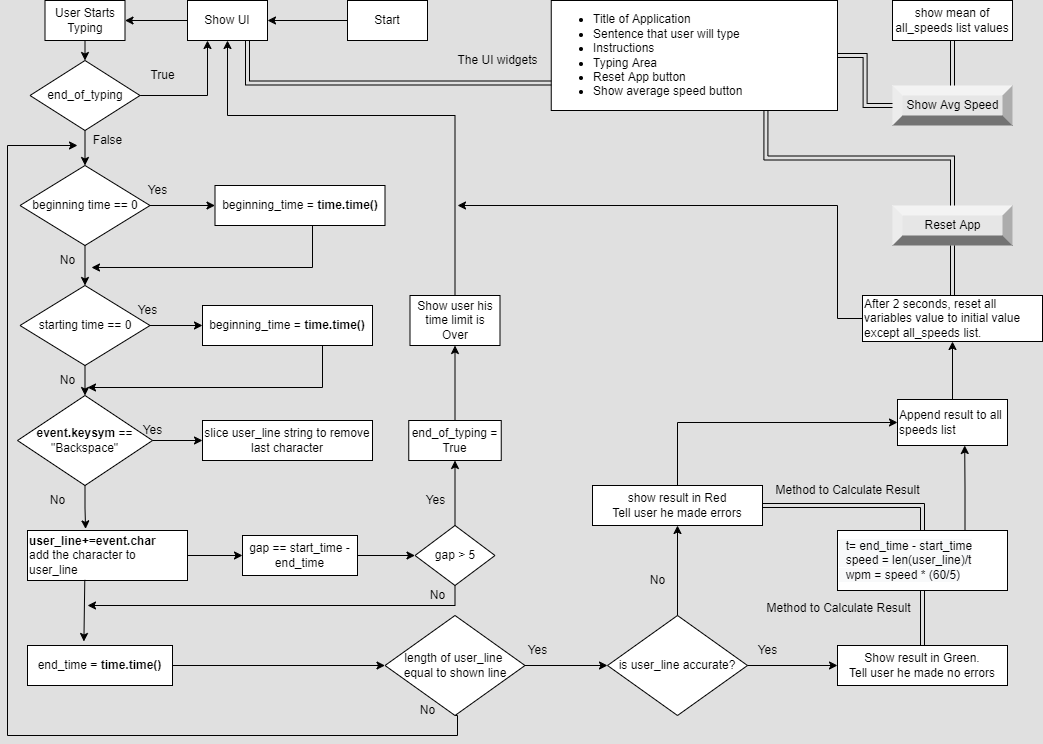 User Starts
Typing
Show UI
Start
• Title of Application
• Sentence that user will type
• Instructions
• Typing Area
• Reset App button
• Show average speed button
show mean of
all_speeds list values
The UI widgets
True
end_of_typing
Show Avg Speed
False
beginning time == 0
Yes
beginning_time = time.time()
Reset App
No
starting time == 0
Yes
beginning_time = time.time()
Show user his
time limit is
Over
After 2 seconds, reset all
variables value to initial value
except all_speeds list.
No
event.keysym ==
"Backspace"
Yes
slice user_line string to remove
last character
end_of_typing =
True
Append result to all
speeds list
No
Yes
show result in Red
Tell user he made errors
Method to Calculate Result
user_line+=event.char
add the character to
user_line
gap == start_time -
end_time
gap > 5
t= end_time - start_time
speed = len(user_line)/t
wpm = speed * (60/5)
No
No
Method to Calculate Result
end_time = time.time()
length of user_line
equal to shown line
Yes
is user_line accurate?
Yes
Show result in Green.
Tell user he made no errors
No